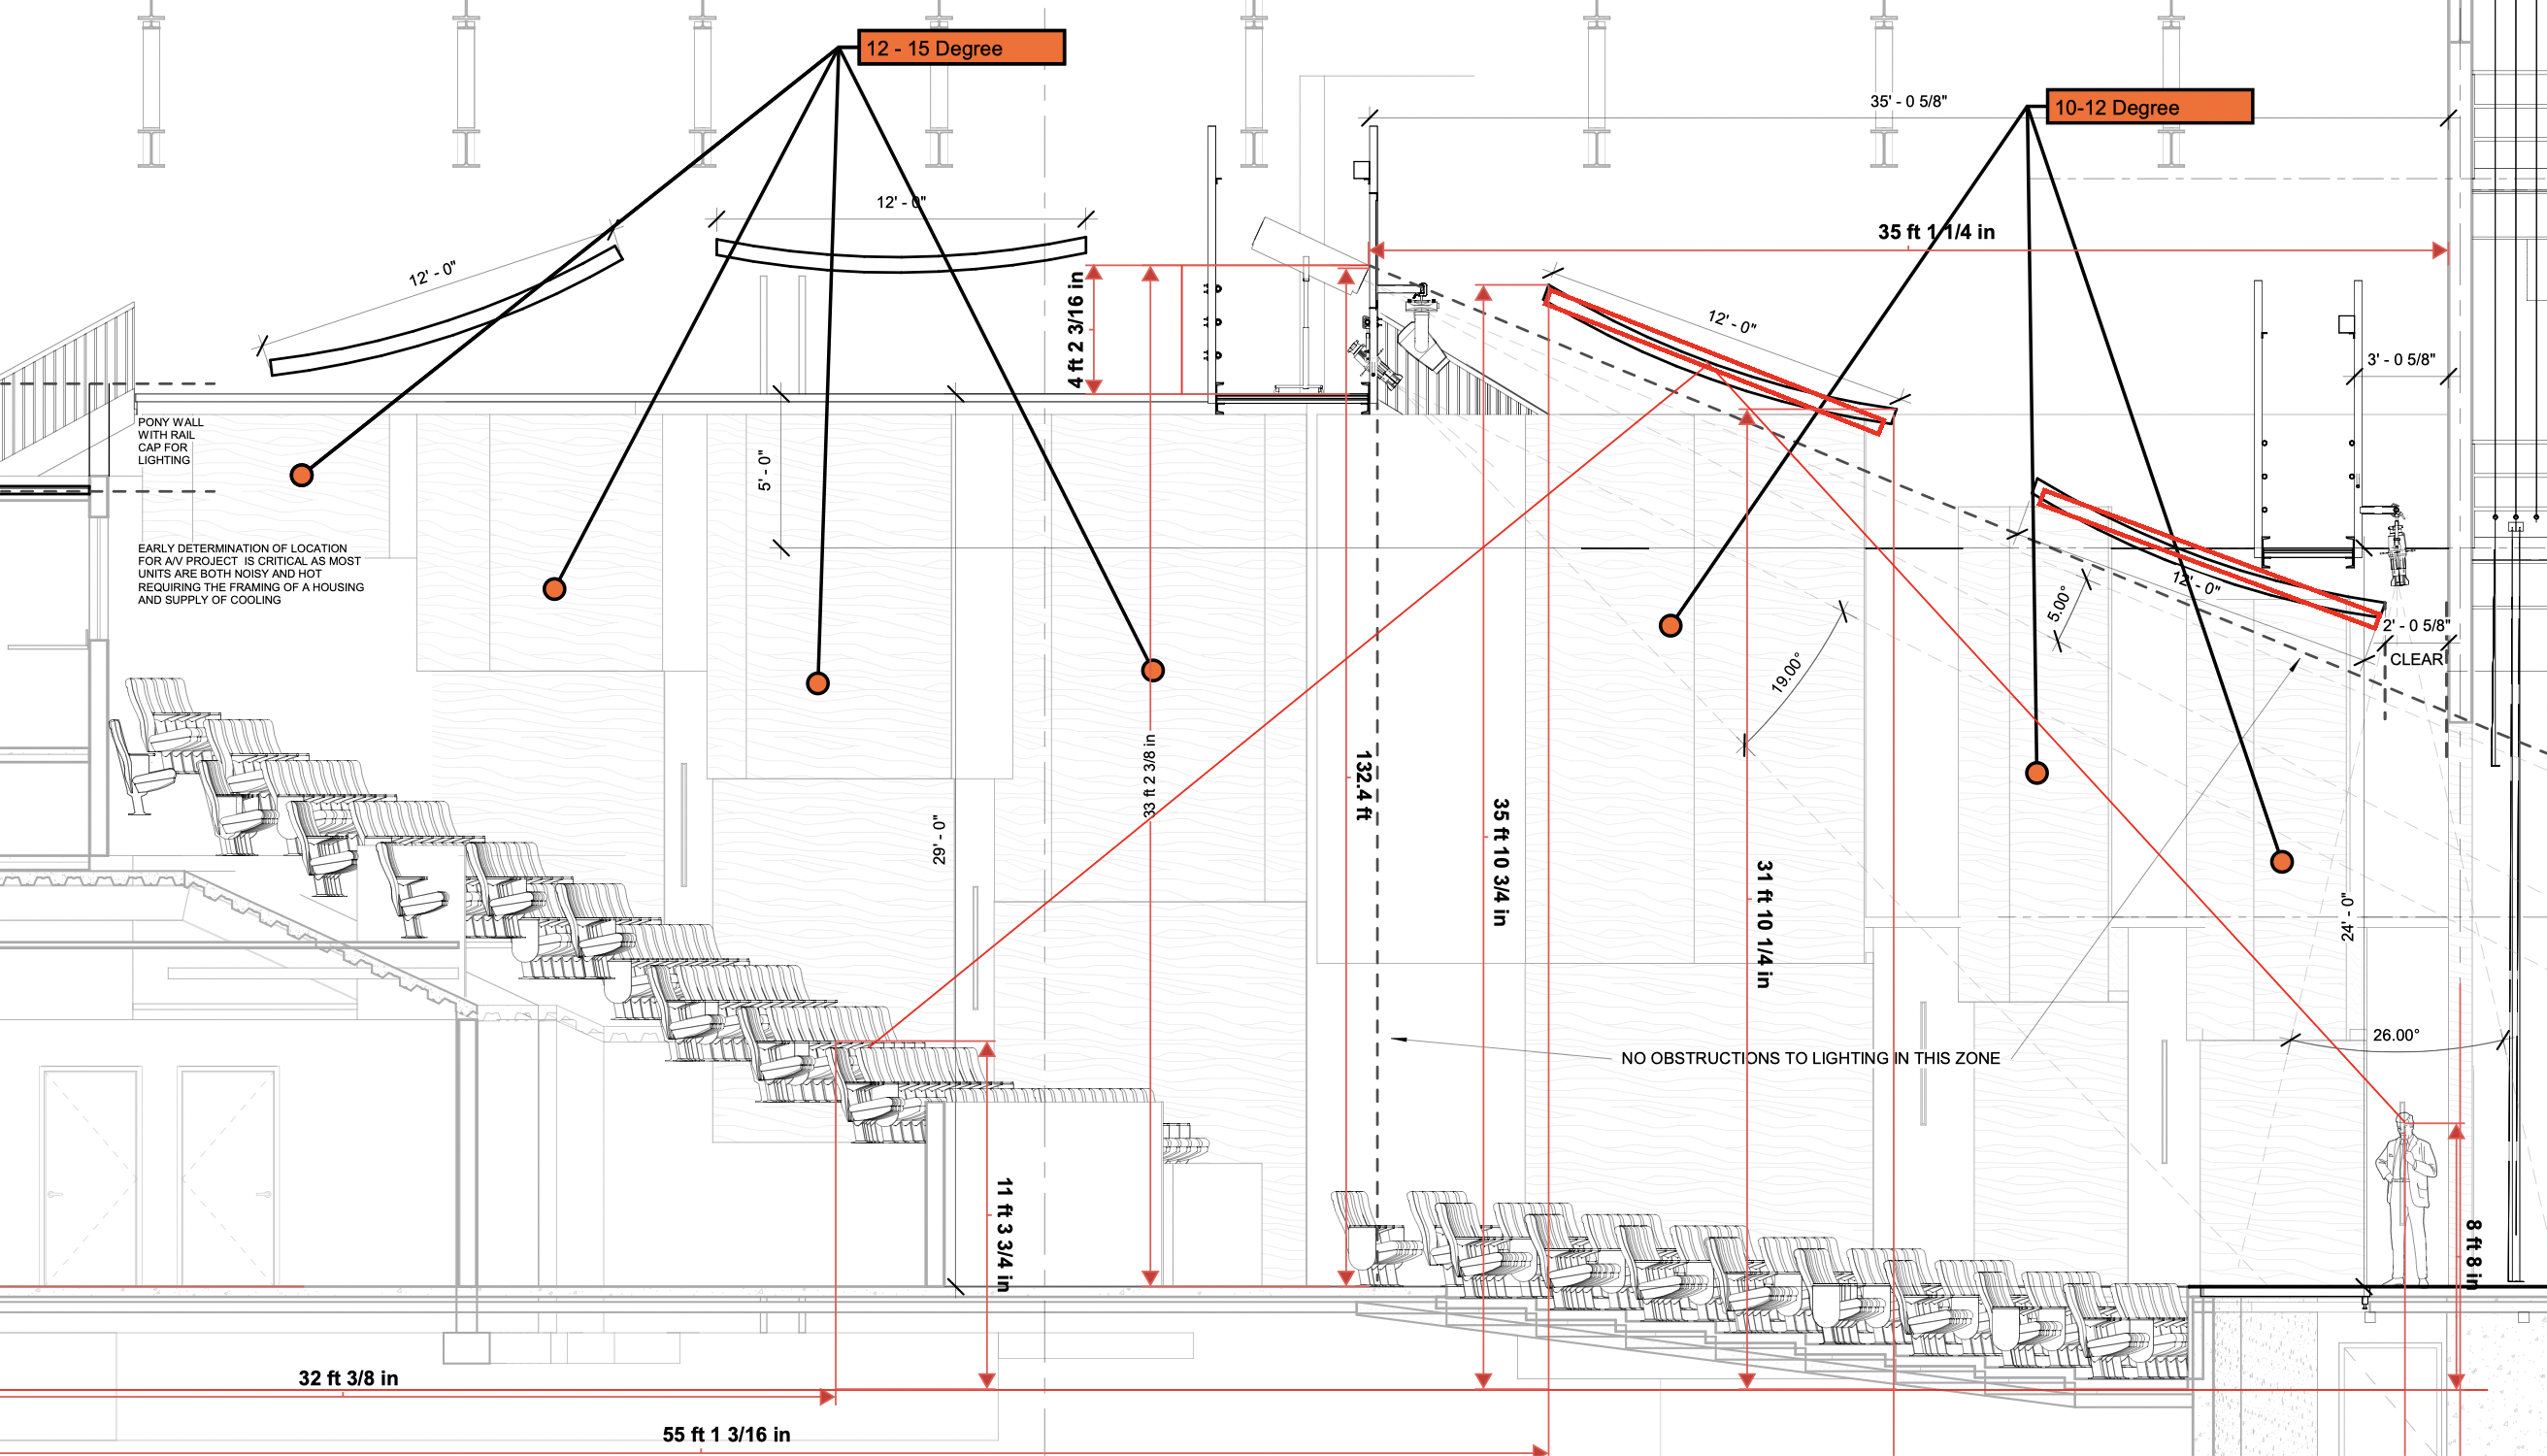 12 - 15 Degree
10-12 Degree
35' - 0 5/8"
12' - 0"
35 ft 1 1/4 in
12' - 0"
4 ft 2 3/16 in
12' - 0"
3' - 0 5/8"
PONY WALL
WITH RAIL
CAP FOR
LIGHTING
5' - 0"
EARLY DETERMINATION OF LOCATION
FOR A/V PROJECT IS CRITICAL AS MOST
UNITS ARE BOTH NOISY AND HOT
REQUIRING THE FRAMING OF A HOUSING
AND SUPPLY OF COOLING
12' - 0"
5.00°
2' - 0 5/8"
CLEAR
19.00°
33 ft 2 3/8 in
132.4 ft
29' - 0"
35 ft 10 3/4 in
31 ft 10 1/4 in
24' - 0"
26.00°
NO OBSTRUCTIONS TO LIGHTING IN THIS ZONE
11 ft 3 3/4 in
8 ft 8 in
32 ft 3/8 in
55 ft 1 3/16 in